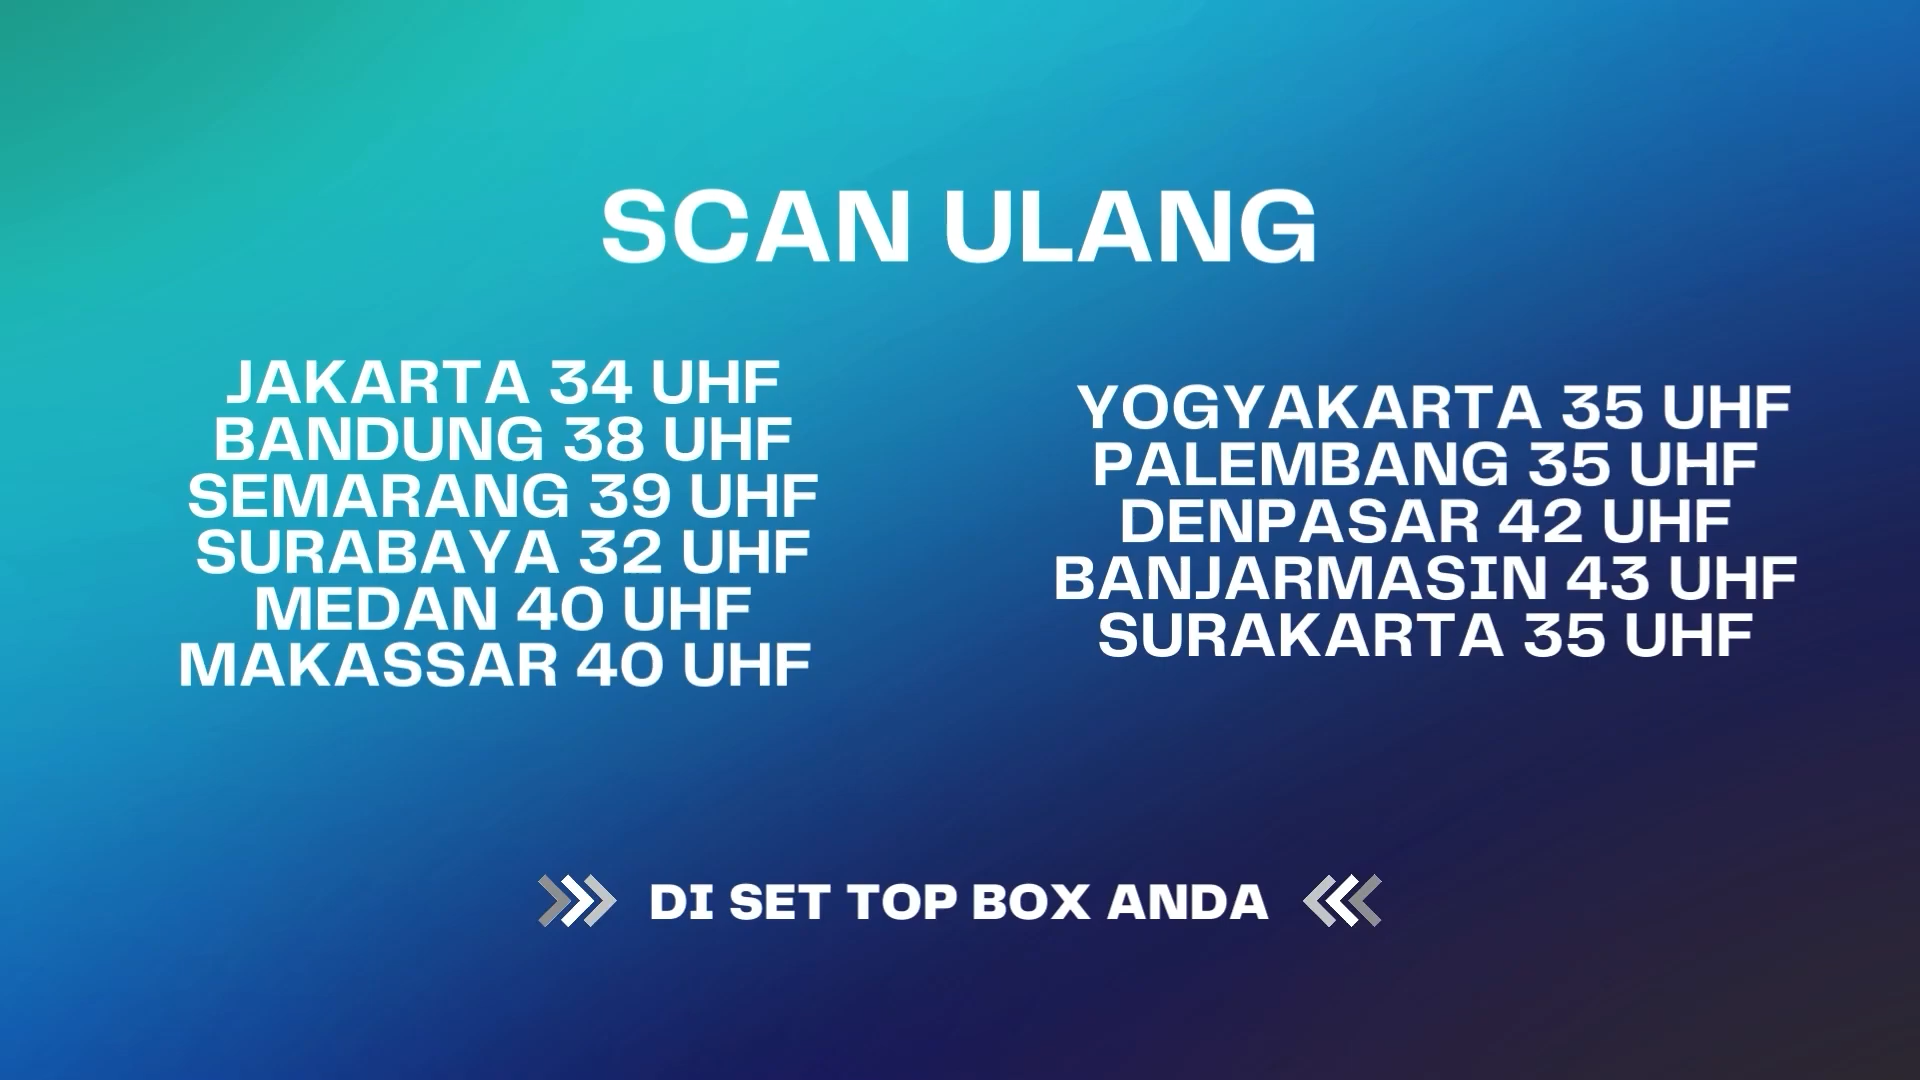 SCAN ULANG
JAKARTA 34 UHF
BANDUNG 38 UHF
SEMARANG 39 UHF
SURABAYA 32 UHF
MEDAN 40 UHF
MAKASSAR 40 UHF
YOGYAKARTA 35 UHF
PALEMBANG 35 UHF
DENPASAR 42 UHF
BANJARMASIN 43 UHF
SURAKARTA 35 UHF
DI SET TOP BOX ANDA